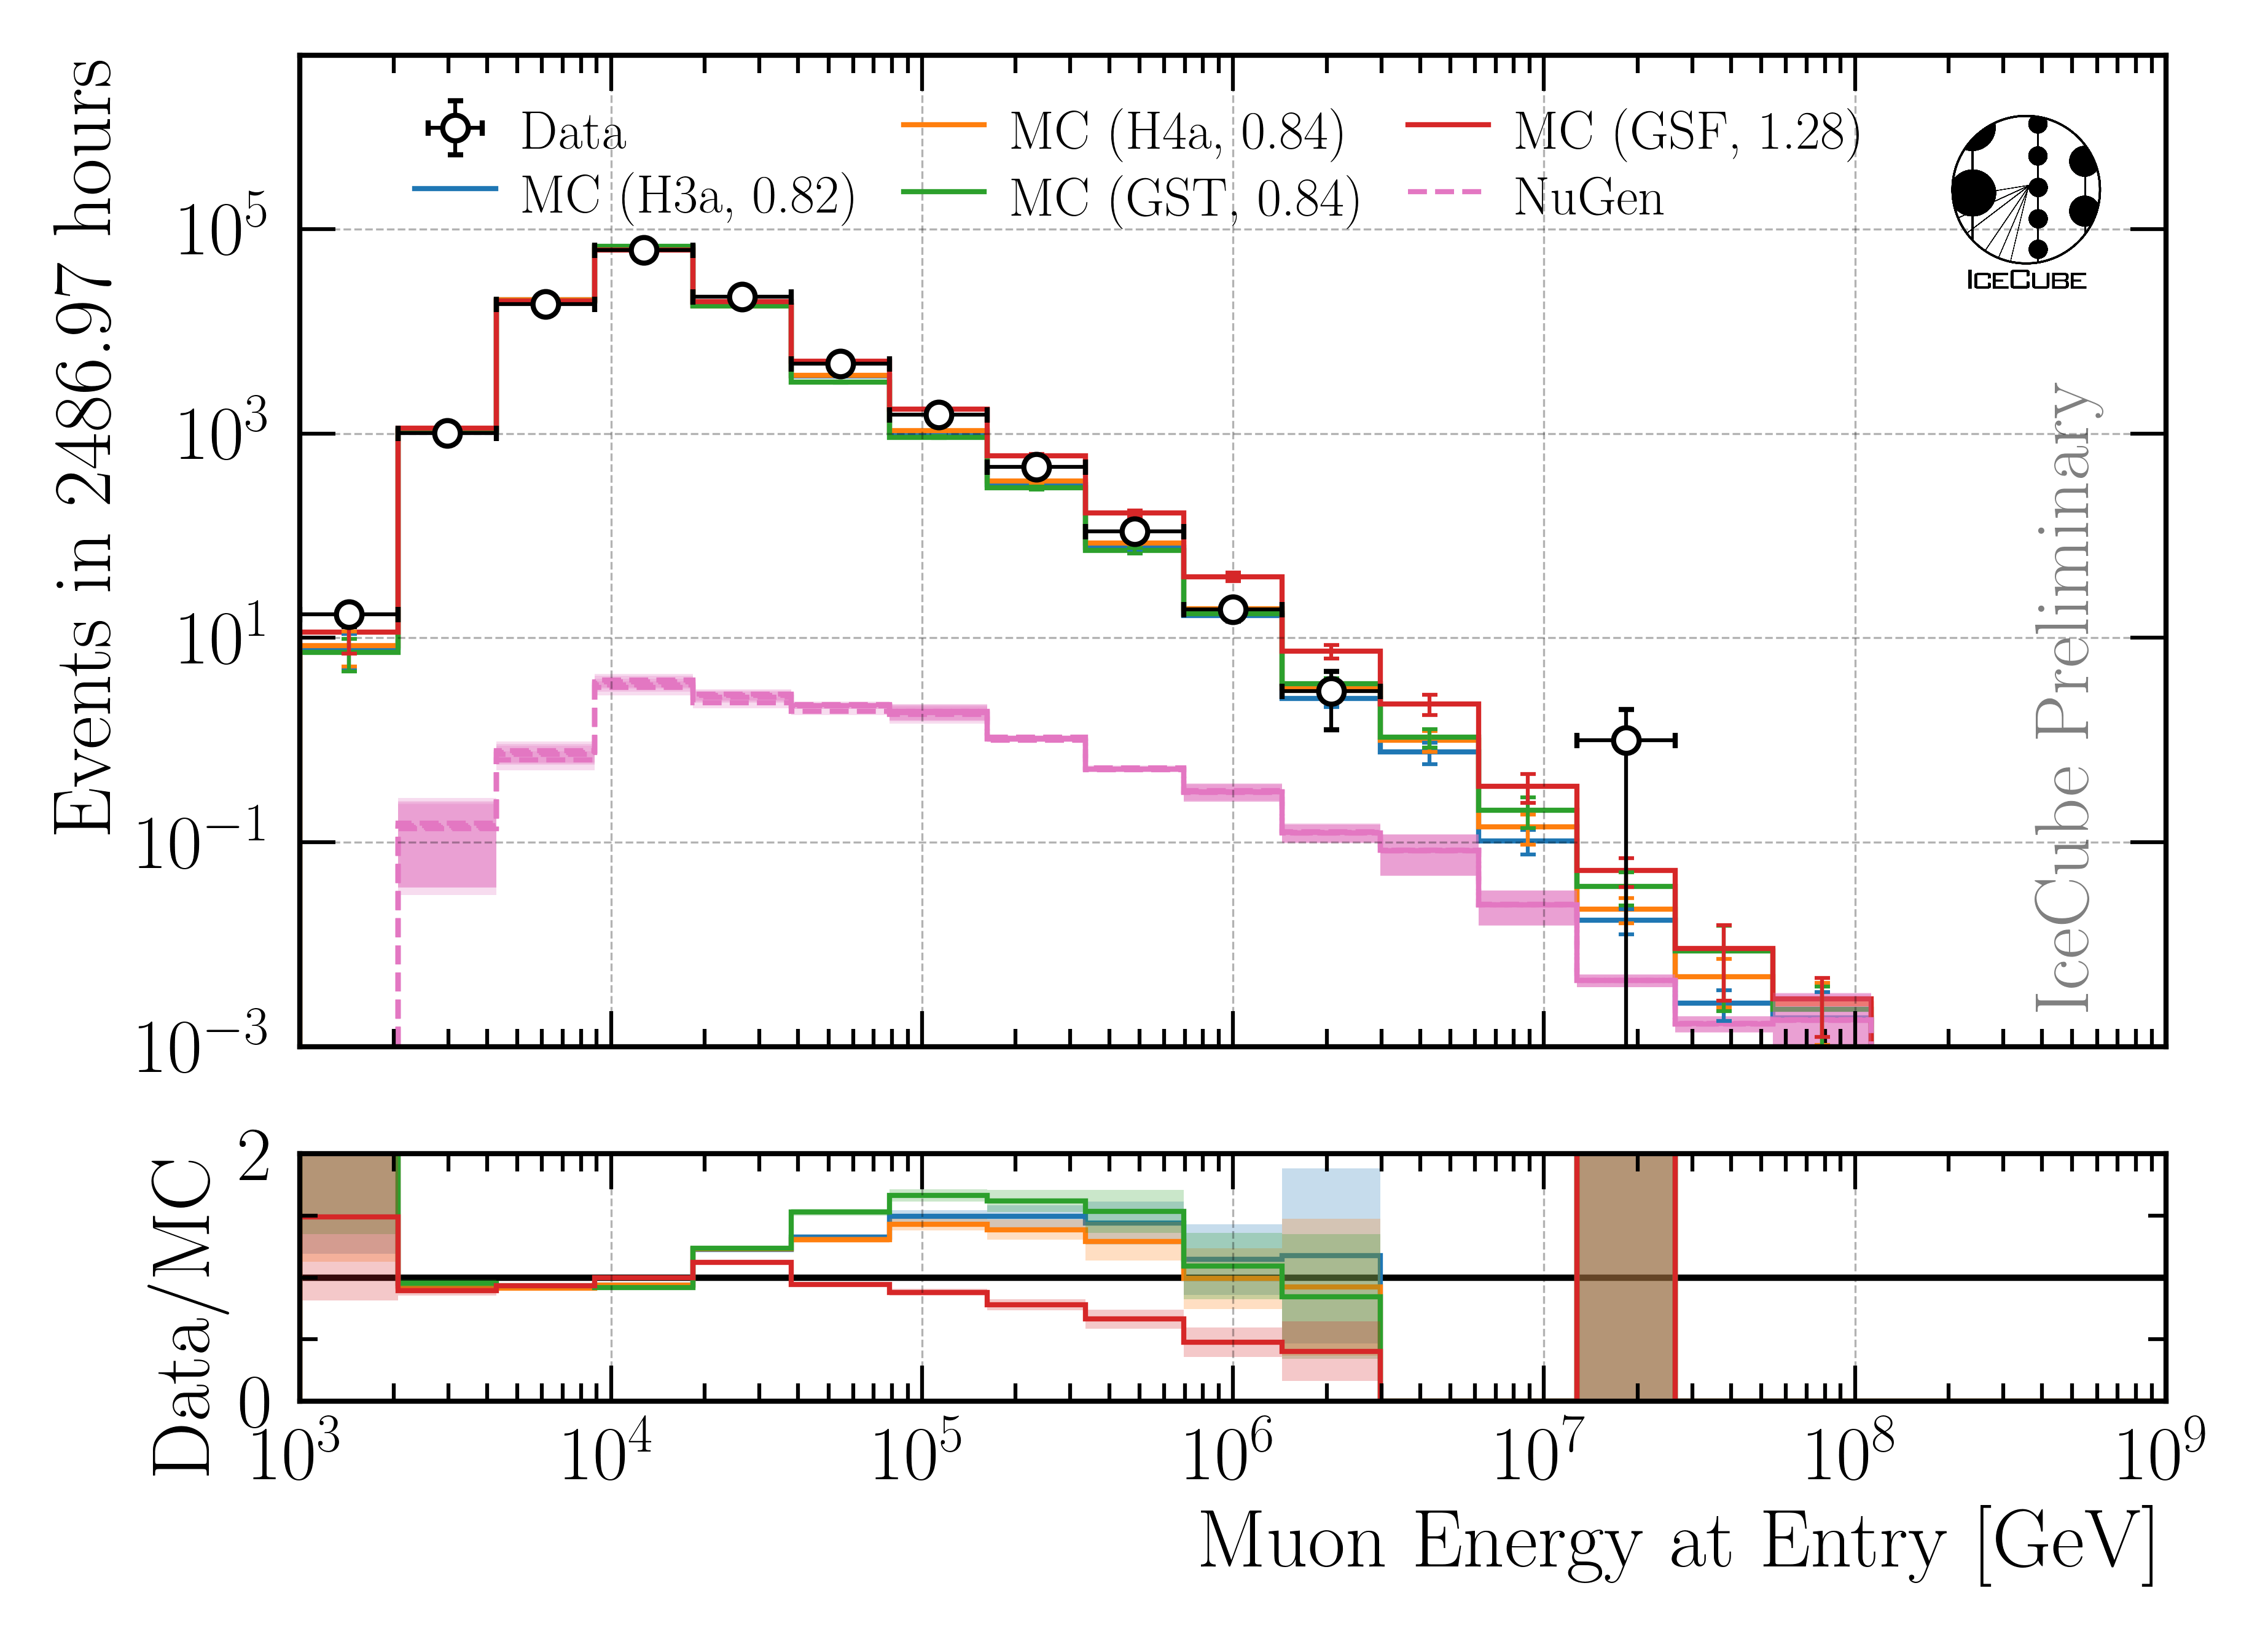 Events in 2486.97 hours
Data
MC (H3a, 0.82)
MC (H4a, 0.84)
MC (GST, 0.84)
MC (GSF, 1.28)
NuGen
ICECUBE
IceCube Preliminary
10^5
10^3
10^1
10^−1
10^−3
Data/MC
2
0
10^3 10^4 10^5 10^6 10^7 10^8 10^9
Muon Energy at Entry [GeV]